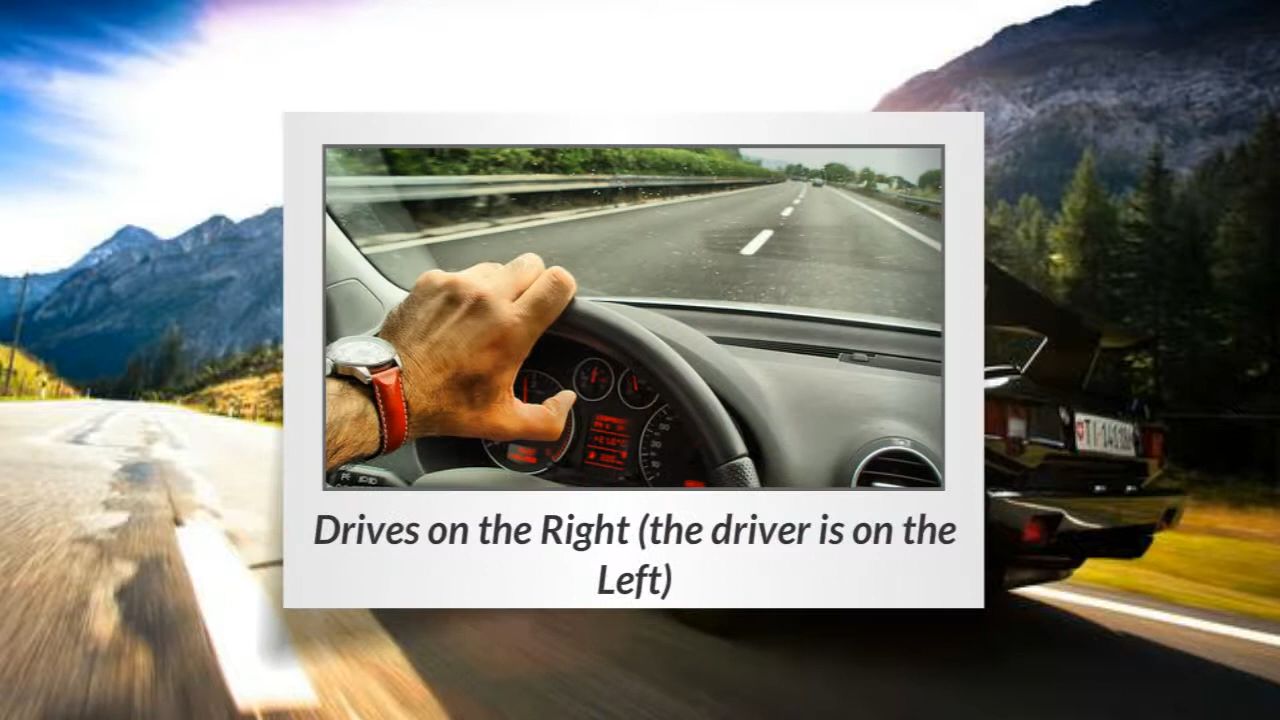 Drives on the Right (the driver is on the
Left)